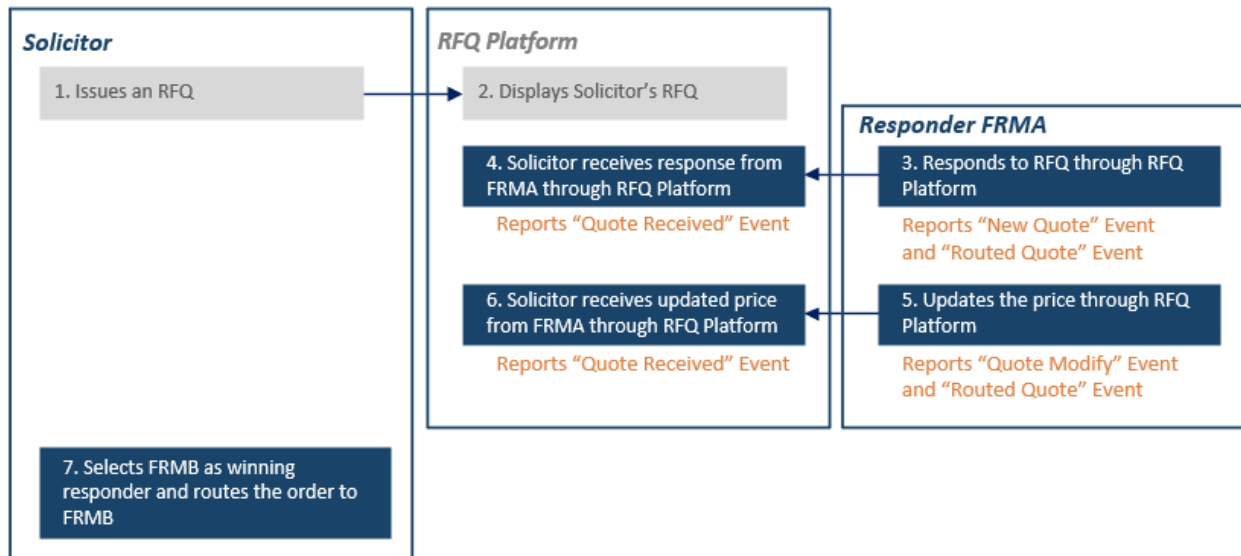 Solicitor
1. Issues an RFQ
RFQ Platform
2. Displays Solicitor's RFQ
Responder FRMA
4. Solicitor receives response from
FRMA through RFQ Platform
Reports “Quote Received” Event
3. Responds to RFQ through RFQ
Platform
Reports “New Quote” Event
and “Routed Quote” Event
6. Solicitor receives updated price
from FRMA through RFQ Platform
Reports “Quote Received” Event
5. Updates the price through RFQ
Platform
Reports “Quote Modify” Event
and “Routed Quote” Event
7. Selects FRMB as winning
responder and routes the order to
FRMB